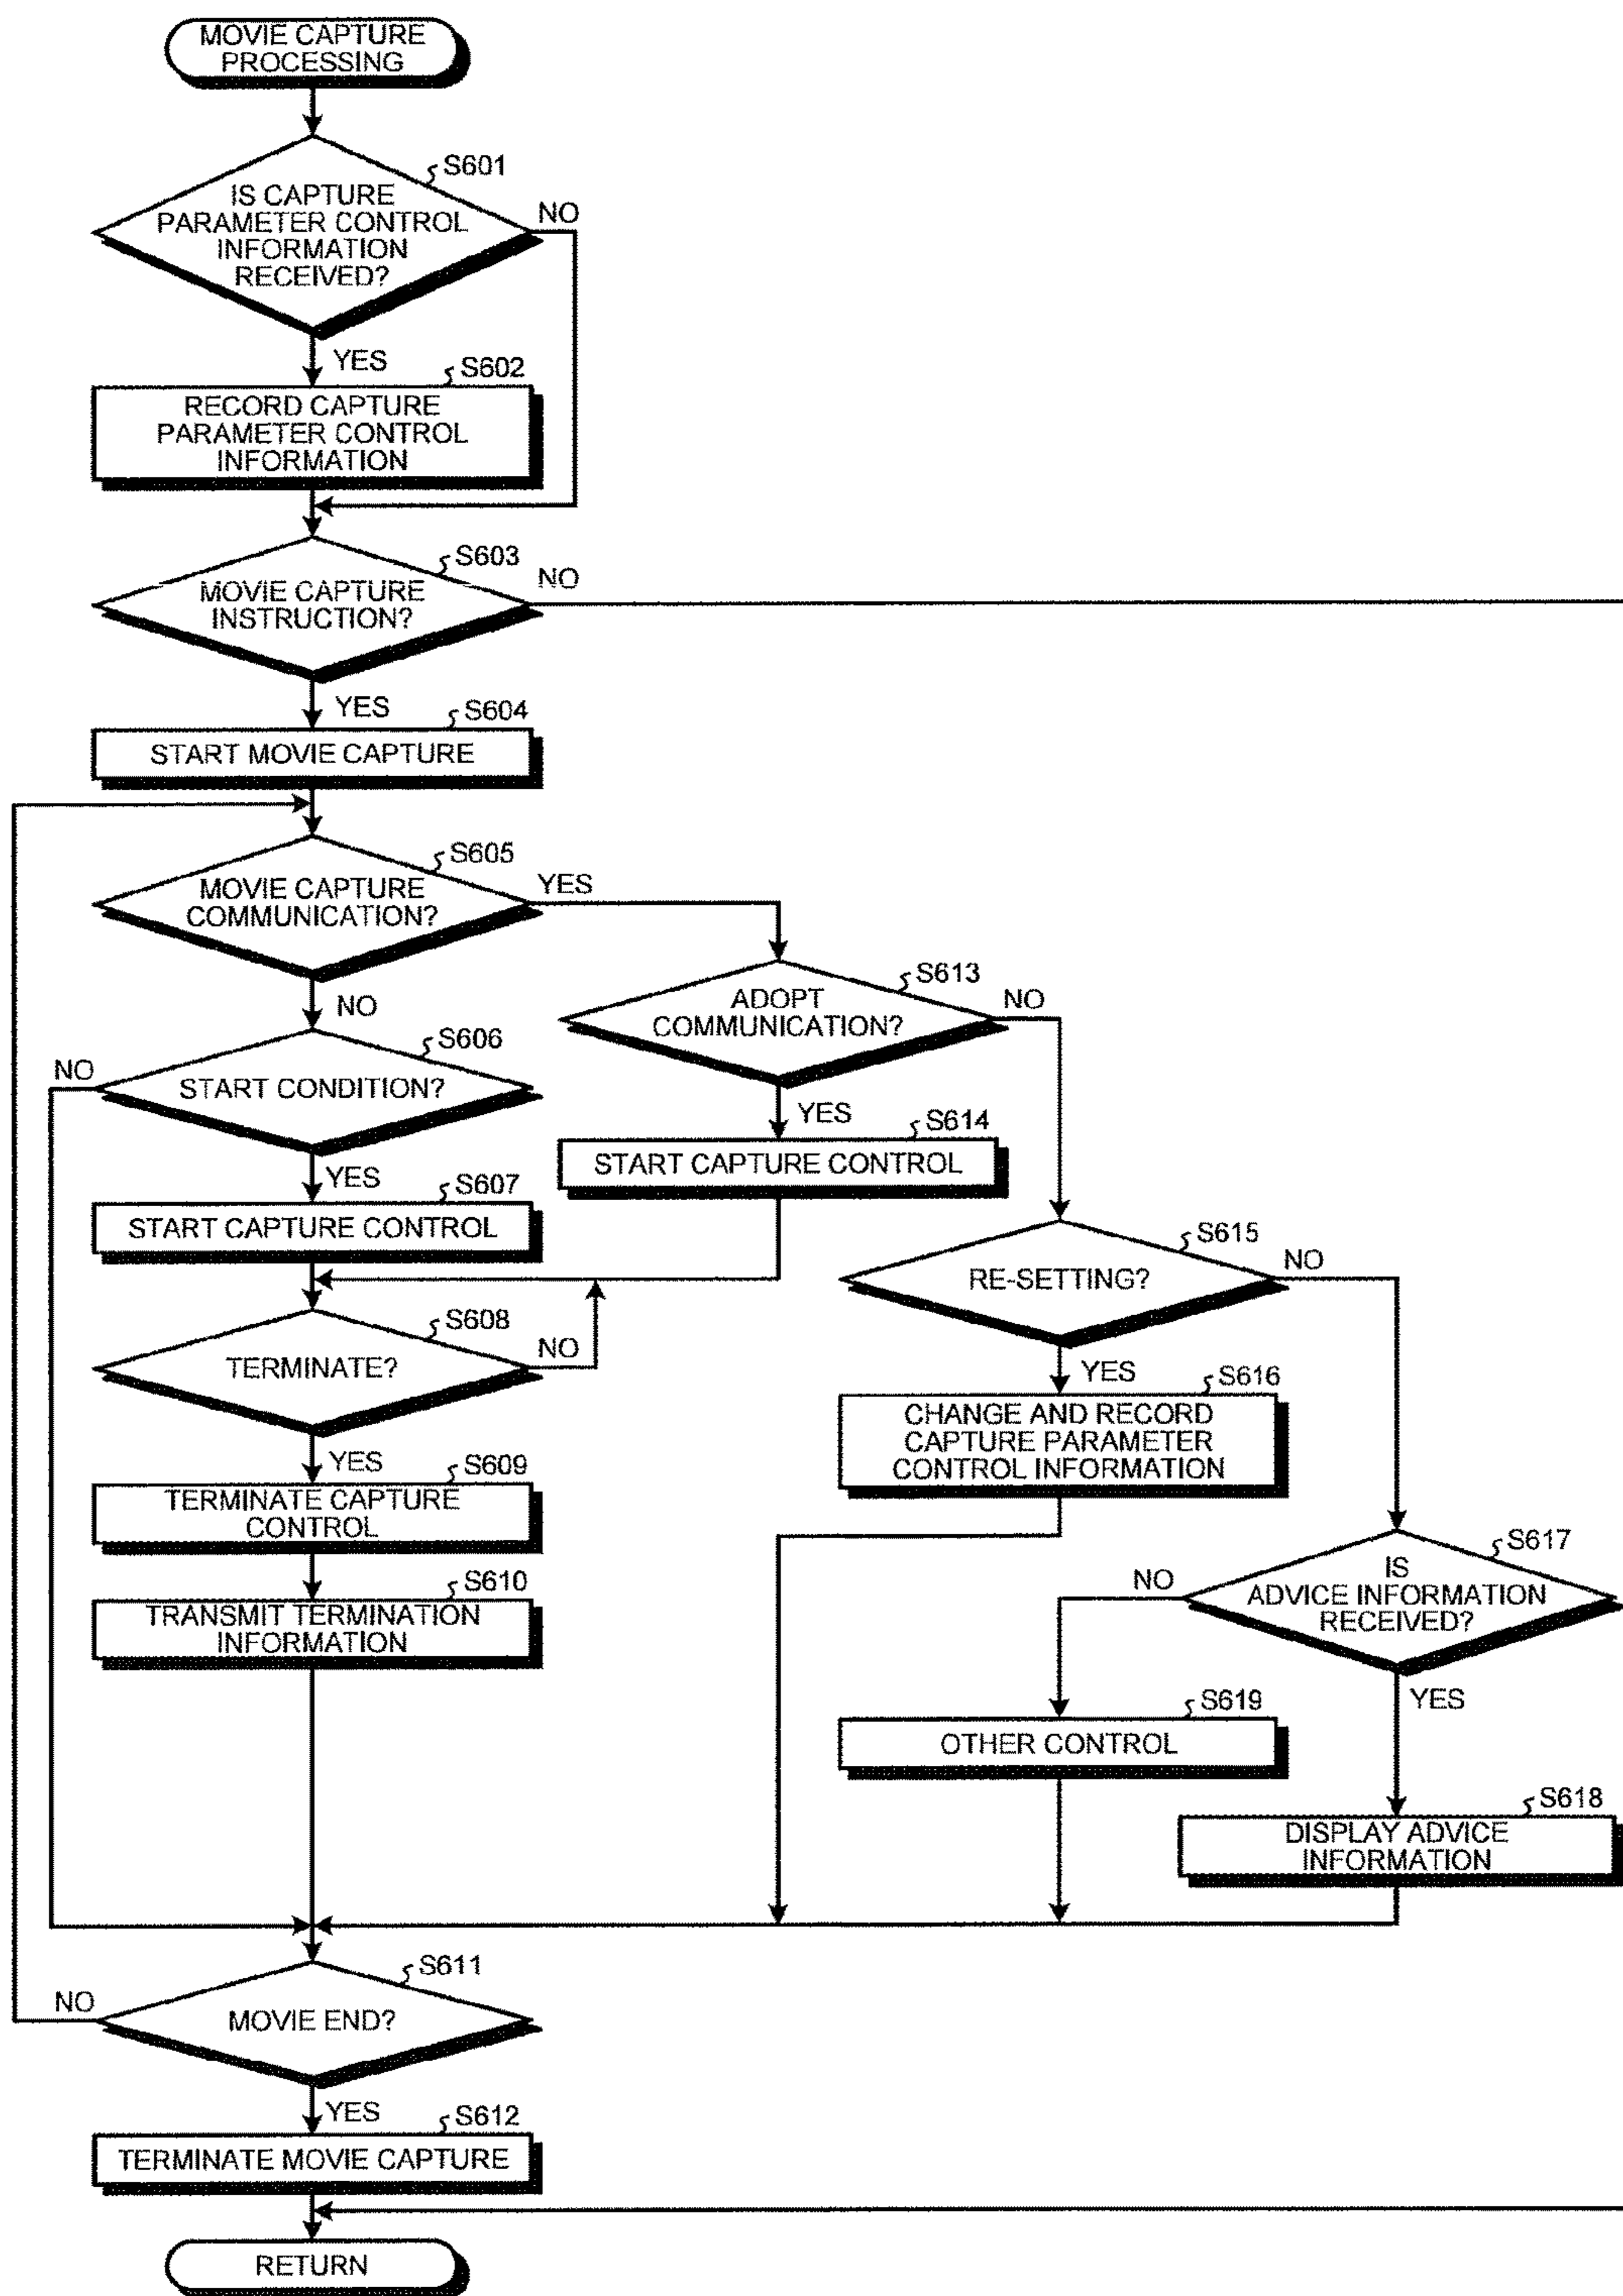 MOVIE CAPTURE
PROCESSING
S601
IS CAPTURE
PARAMETER CONTROL
INFORMATION
RECEIVED?
NO
YES
S602
RECORD CAPTURE
PARAMETER CONTROL
INFORMATION
S603
MOVIE CAPTURE
INSTRUCTION?
NO
YES
S604
START MOVIE CAPTURE
S605
MOVIE CAPTURE
COMMUNICATION?
YES
NO
S606
START CONDITION?
NO
YES
S607
START CAPTURE CONTROL
S608
TERMINATE?
NO
YES
S609
TERMINATE CAPTURE
CONTROL
S610
TRANSMIT TERMINATION
INFORMATION
S613
ADOPT
COMMUNICATION?
NO
YES
S614
START CAPTURE CONTROL
S615
RE-SETTING?
NO
YES
S616
CHANGE AND RECORD
CAPTURE PARAMETER
CONTROL INFORMATION
S617
IS
ADVICE INFORMATION
RECEIVED?
NO
YES
S619
OTHER CONTROL
S618
DISPLAY ADVICE
INFORMATION
S611
MOVIE END?
NO
YES
S612
TERMINATE MOVIE CAPTURE
RETURN